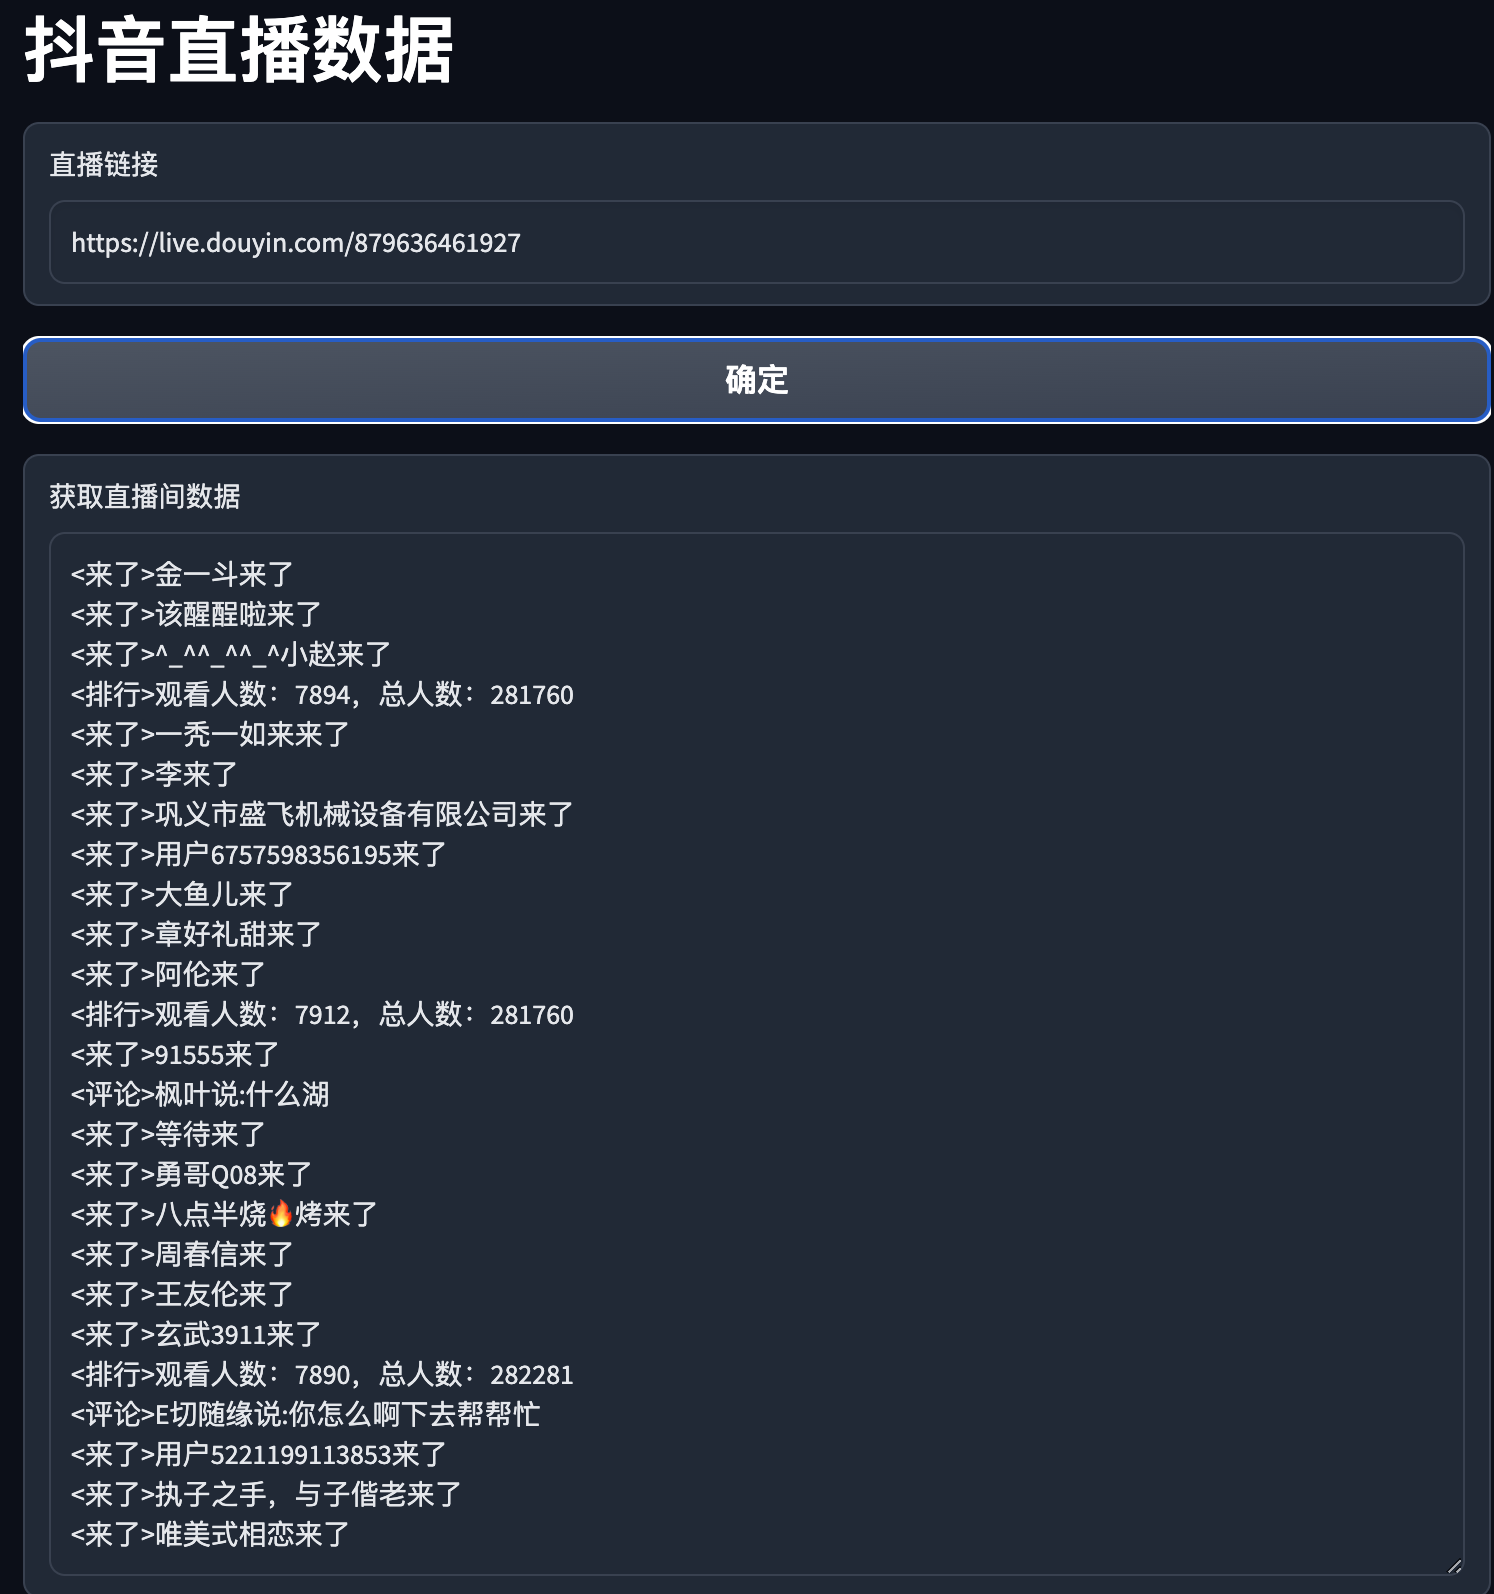 抖音直播数据
直播链接
https://live.douyin.com/879636461927
确定
获取直播间数据
<来了>金一斗来了
<来了>该醒酲啦来了
<来了>^_^^_^^_^小赵来了
<排行>观看人数：7894，总人数：281760
<来了>一秃一如来来了
<来了>李来了
<来了>巩义市盛飞机械设备有限公司来了
<来了>用户6757598356195来了
<来了>大鱼儿来了
<来了>章好礼甜来了
<来了>阿伦来了
<排行>观看人数：7912，总人数：281760
<来了>91555来了
<评论>枫叶说:什么湖
<来了>等待来了
<来了>勇哥Q08来了
<来了>八点半烧🔥烤来了
<来了>周春信来了
<来了>王友伦来了
<来了>玄武3911来了
<排行>观看人数：7890，总人数：282281
<评论>E切随缘说:你怎么啊下去帮帮忙
<来了>用户5221199113853来了
<来了>执子之手，与子偕老来了
<来了>唯美式相恋来了